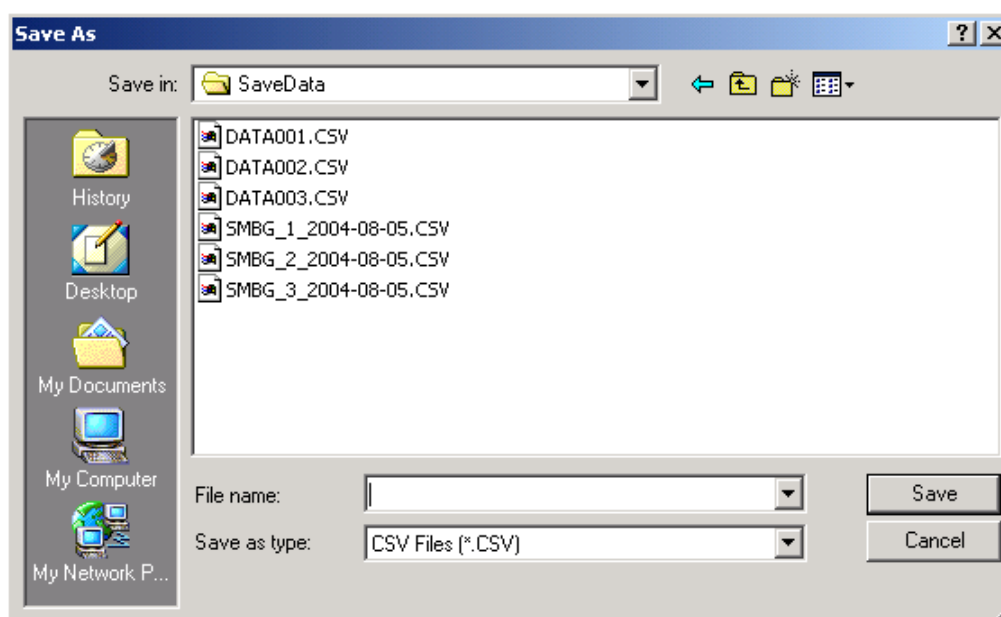 Save As
Save in: SaveData
History
Desktop
My Documents
My Computer
My Network P...
DATA001.CSV
DATA002.CSV
DATA003.CSV
SMBG_1_2004-08-05.CSV
SMBG_2_2004-08-05.CSV
SMBG_3_2004-08-05.CSV
File name: Save
Save as type: CSV Files (*.CSV) Cancel